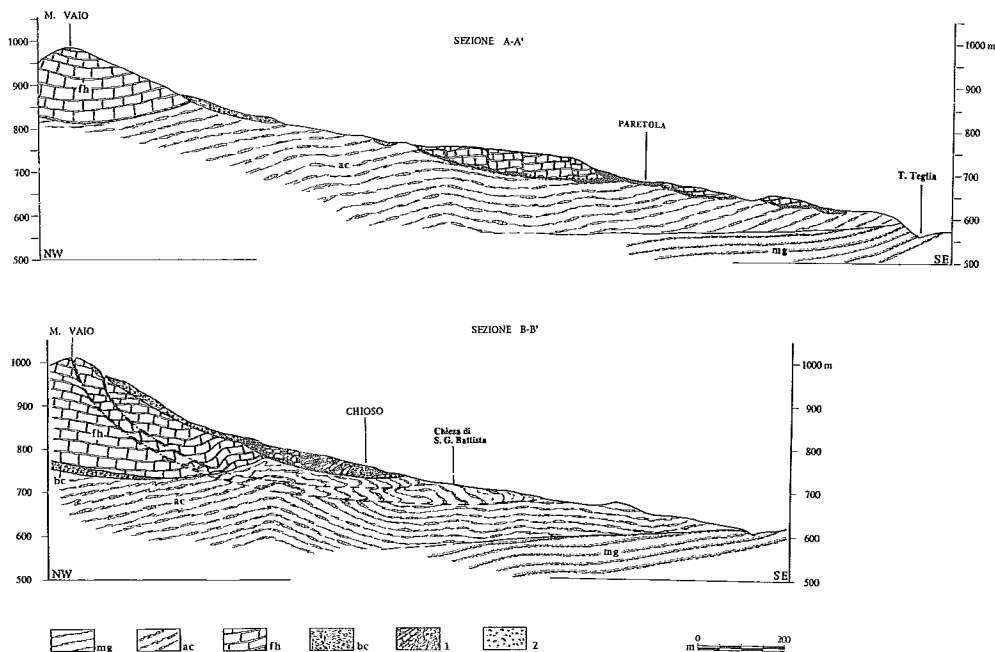 M. VAIO
SEZIONE A-A'
1000
1000 m
900
900
fh
800
800
PARETOLA
ac
700
700
T. Teglia
600
600
mg
500
NW
SE
500
M. VAIO
SEZIONE B-B'
1000
1000 m
900
900
CHIOSO
Chiesa di
S. G. Battista
fh
800
800
bc
700
700
ac
600
600
mg
500
NW
SE
500
mg
ac
fh
bc
1
2
0
200
m